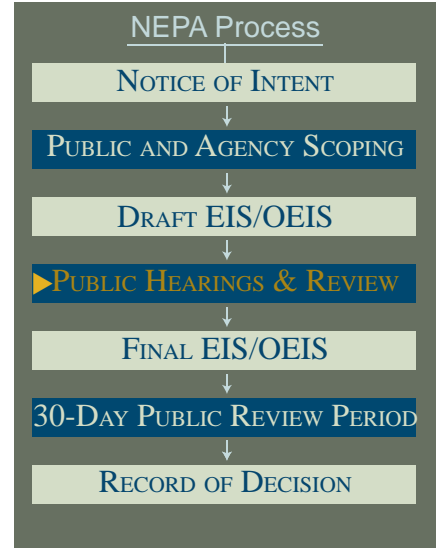 NEPA Process
Notice of Intent
Public and Agency Scoping
Draft EIS/OEIS
Public Hearings & Review
Final EIS/OEIS
30-Day Public Review Period
Record of Decision